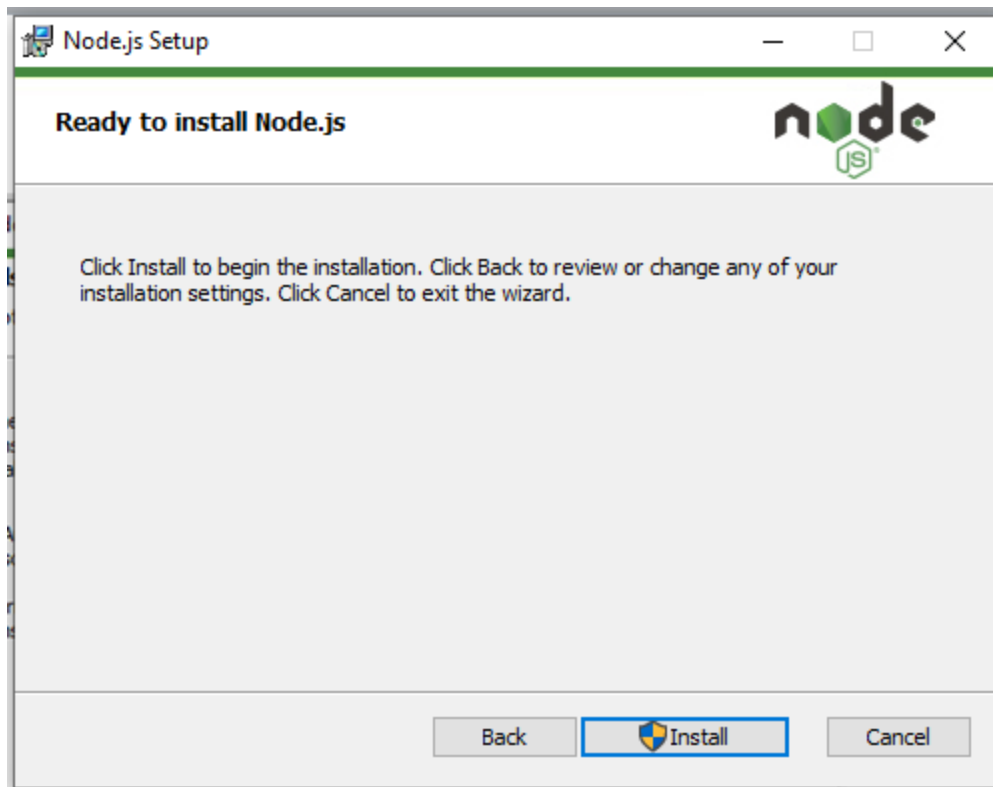 Node.js Setup
Ready to install Node.js
node
JS
Click Install to begin the installation. Click Back to review or change any of your
installation settings. Click Cancel to exit the wizard.
Back
Install
Cancel